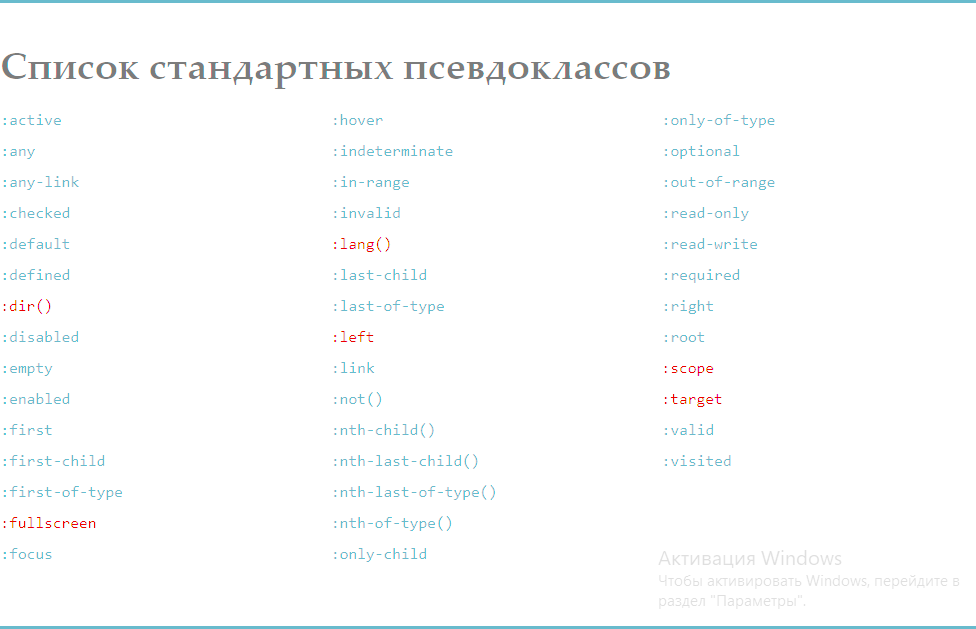 Список стандартных псевдоклассов
:active
:any
:any-link
:checked
:default
:defined
:dir()
:disabled
:empty
:enabled
:first
:first-child
:first-of-type
:fullscreen
:focus
:hover
:indeterminate
:in-range
:invalid
:lang()
:last-child
:last-of-type
:left
:link
:not()
:nth-child()
:nth-last-child()
:nth-last-of-type()
:nth-of-type()
:only-child
:only-of-type
:optional
:out-of-range
:read-only
:read-write
:required
:right
:root
:scope
:target
:valid
:visited
Активация Windows
Чтобы активировать Windows, перейдите в
раздел "Параметры".